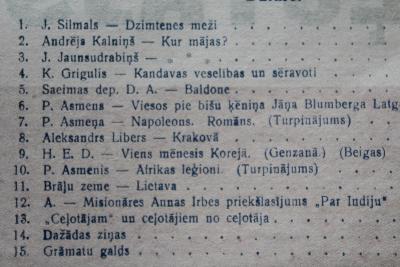 1. J. Silmals — Dzimtenes meži
2. Andrēja Kalniņš — Kur mājas?
3. J. Jaunsudrabiņš — * * *
4. K. Grigulis — Kandavas veselības un sēravoti
5. Saeimas dep. D. A. — Baldone
6. P. Asmens — Viesos pie bišu ķēniņa Jāņa Blumberga Latg
7. P. Asmeņa — Napoleons. Romāns. (Turpinājums)
8. Aleksandrs Libers — Krakovā
9. H. E. D. — Viens mēnesis Korejā. (Genzanā.) (Beigas)
10. P. Asmenis — Afrikas leģioni. (Turpinājums)
11. Brāļu zeme — Lietava
12. A. — Misionāres Annas Irbes priekšlasījums „Par Indiju“
13. „Ceļotājam“ un ceļotājiem no ceļotāja
14. Dažādas ziņas
15. Grāmatu galds